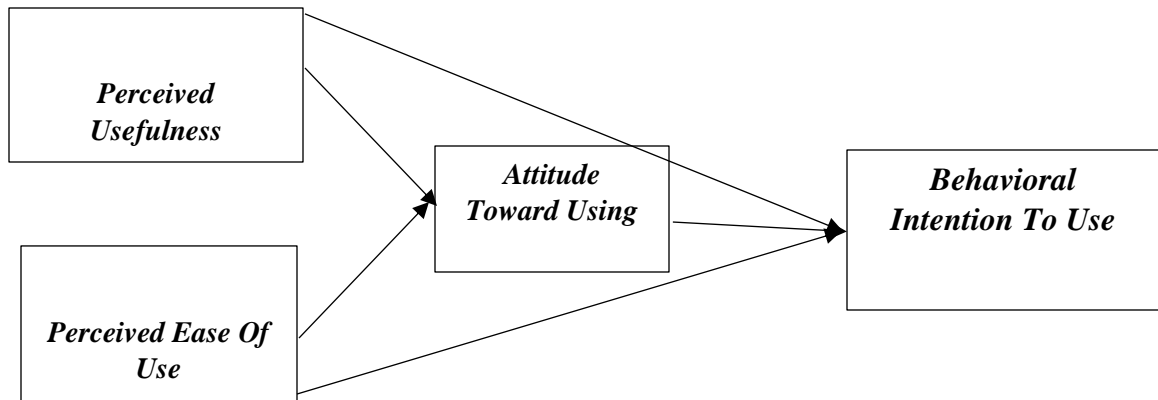 Perceived
Usefulness
Attitude
Toward Using
Behavioral
Intention To Use
Perceived Ease Of
Use